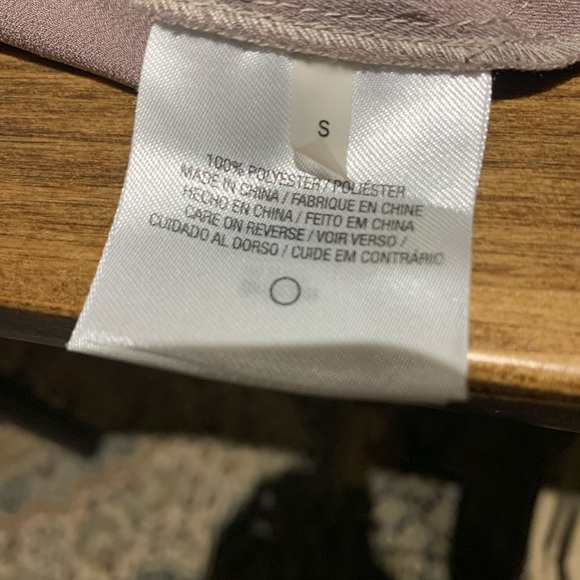 S
100% POLYESTER / POLIÉSTER
MADE IN CHINA / FABRIQUE EN CHINE
HECHO EN CHINA / FEITO EM CHINA
CARE ON REVERSE / VOIR VERSO /
CUIDADO AL DORSO / CUIDE EM CONTRÁRIO